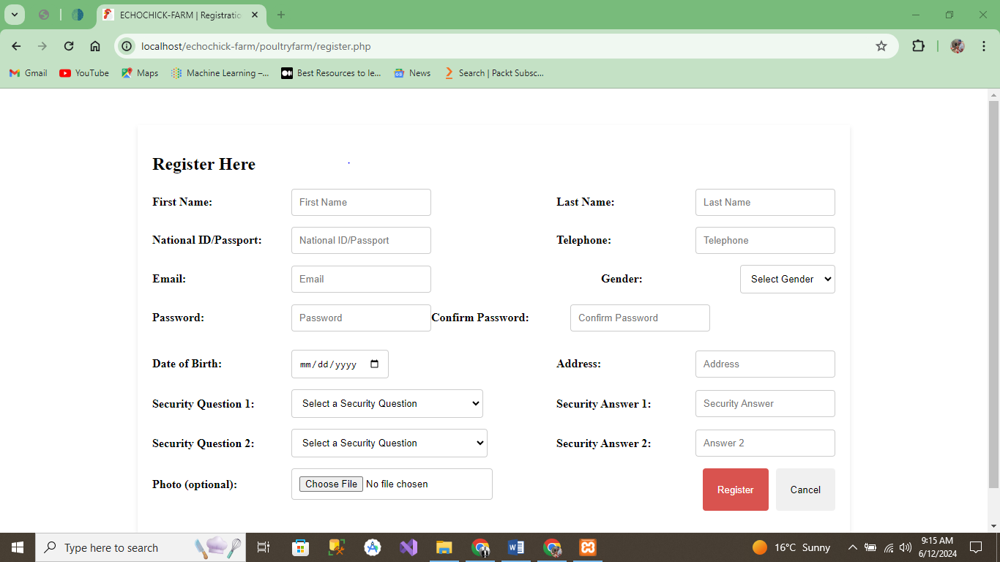 ECHOCHICK-FARM | Registratio
localhost/echochick-farm/poultryfarm/register.php
Gmail YouTube Maps Machine Learning –... Best Resources to le... News Search | Packt Subsc...
Register Here
First Name: First Name Last Name: Last Name
National ID/Passport: National ID/Passport Telephone: Telephone
Email: Email Gender: Select Gender
Password: Password Confirm Password: Confirm Password
Date of Birth: mm/dd/yyyy Address: Address
Security Question 1: Select a Security Question Security Answer 1: Security Answer
Security Question 2: Select a Security Question Security Answer 2: Answer 2
Photo (optional): Choose File No file chosen Register Cancel
Type here to search 16°C Sunny 9:15 AM
6/12/2024